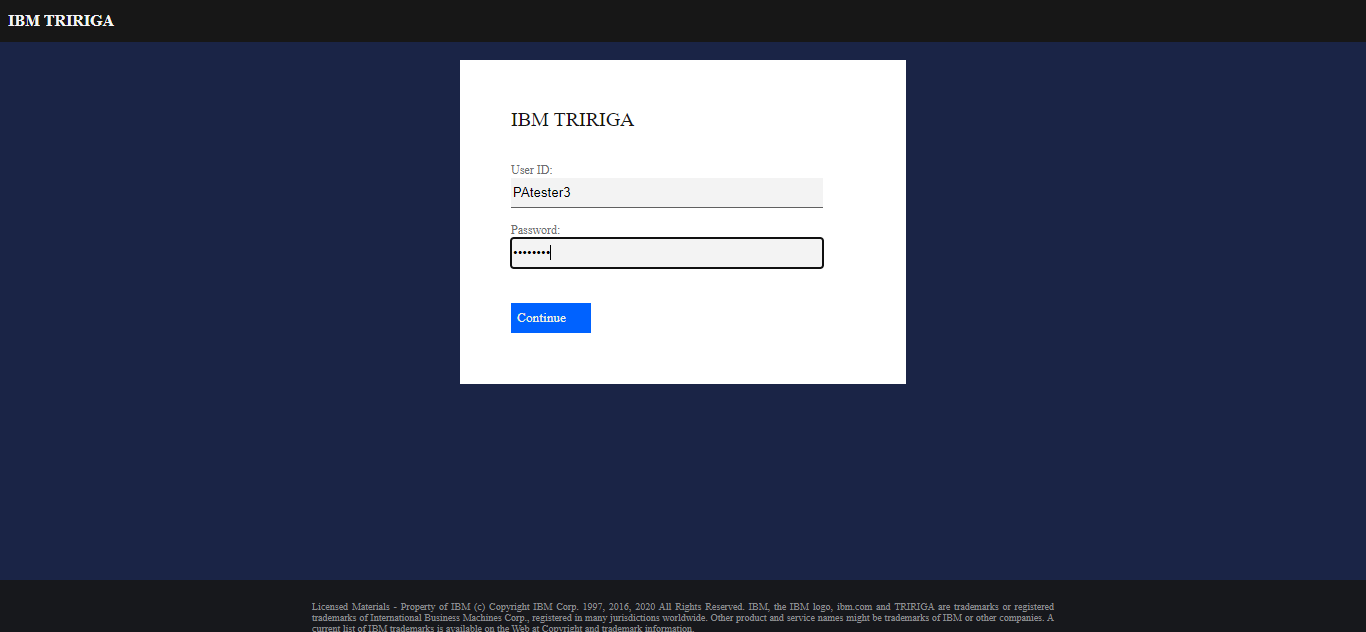 IBM TRIRIGA
IBM TRIRIGA
User ID:
PAtester3
Password:
••••••••
Continue
Licensed Materials - Property of IBM (c) Copyright IBM Corp. 1997, 2016, 2020 All Rights Reserved. IBM, the IBM logo, ibm.com and TRIRIGA are trademarks or registered
trademarks of International Business Machines Corp., registered in many jurisdictions worldwide. Other product and service names might be trademarks of IBM or other companies. A
current list of IBM trademarks is available on the Web at Copyright and trademark information.